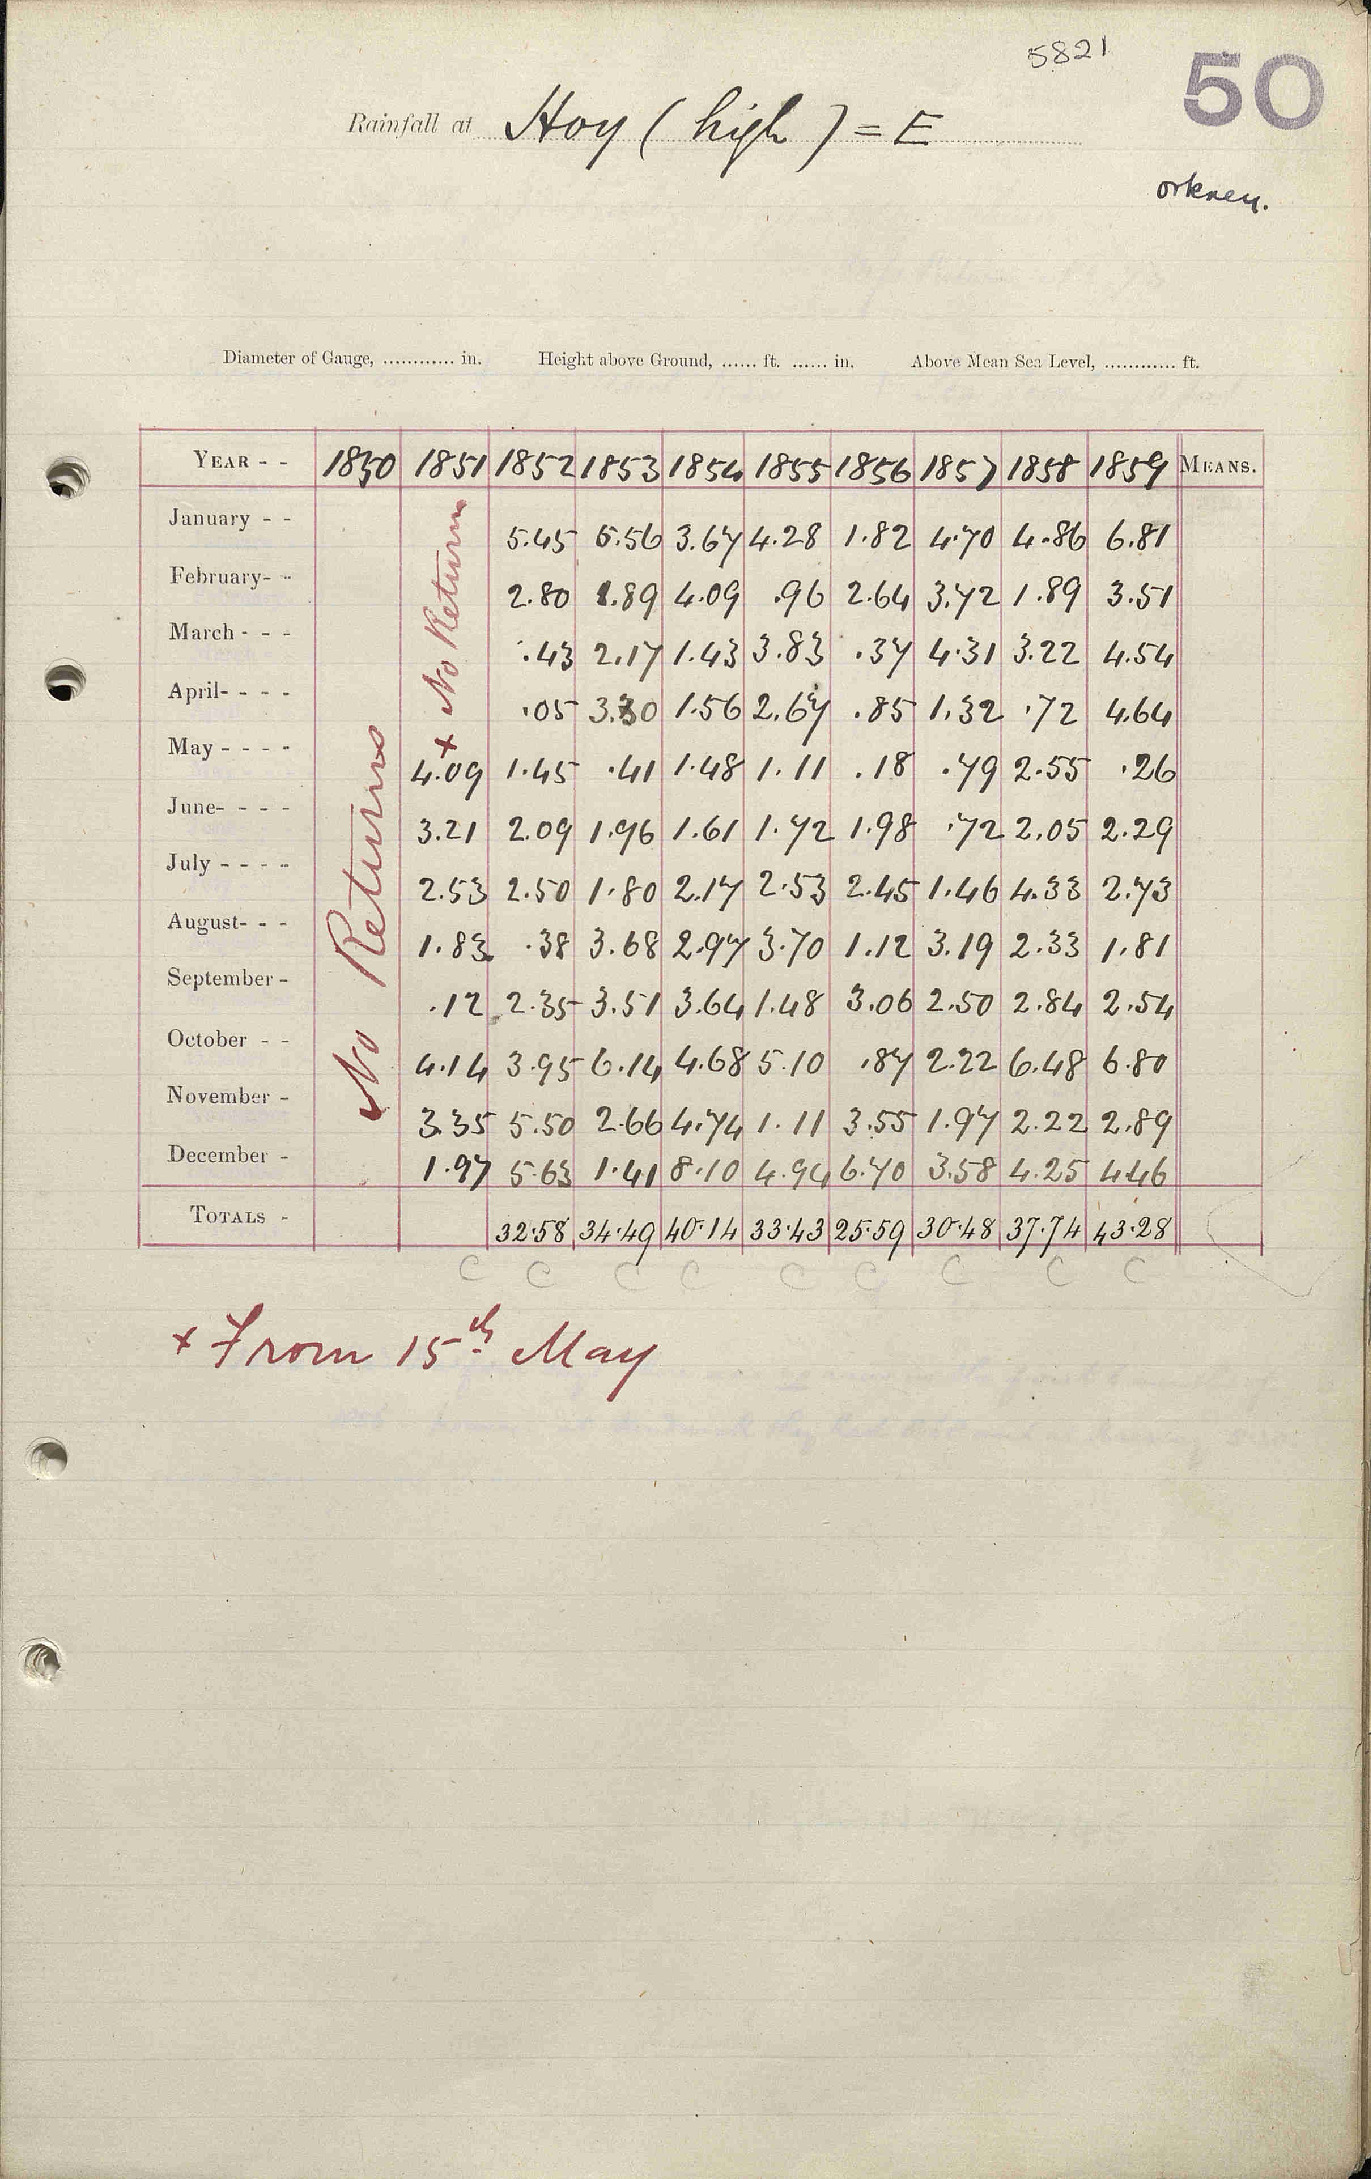 5821
50
Rainfall at Hoy (high) = E
Orkney.
Diameter of Gauge, ............ in. Height above Ground, ...... ft. ...... in. Above Mean Sea Level, ............ ft.
YEAR - - 1850 1851 1852 1853 1854 1855 1856 1857 1858 1859 MEANS.
No Returns
+ No Return
January - - 5.45 5.56 3.67 4.28 1.82 4.70 4.86 6.81
February- - 2.80 1.89 4.09 .96 2.64 3.72 1.89 3.51
March - - - .43 2.17 1.43 3.83 .37 4.31 3.22 4.54
April- - - - .05 3.30 1.56 2.67 .85 1.32 .72 4.64
May - - - - 4.09 1.45 .41 1.48 1.11 .18 .79 2.55 .26
June- - - - 3.21 2.09 1.96 1.61 1.72 1.98 .72 2.05 2.29
July - - - - 2.53 2.50 1.80 2.17 2.53 2.45 1.46 4.33 2.73
August- - - 1.83 .38 3.68 2.97 3.70 1.12 3.19 2.33 1.81
September - .12 2.35 3.51 3.64 1.48 3.06 2.50 2.84 2.54
October - - 4.14 3.95 6.14 4.68 5.10 .87 2.22 6.48 6.80
November - 3.35 5.50 2.66 4.74 1.11 3.55 1.97 2.22 2.89
December - 1.97 5.63 1.41 8.10 4.94 6.70 3.58 4.25 4.46
TOTALS - 32.58 34.49 40.14 33.43 25.59 30.48 37.74 43.28
C C C C C C C C C
+ From 15th May